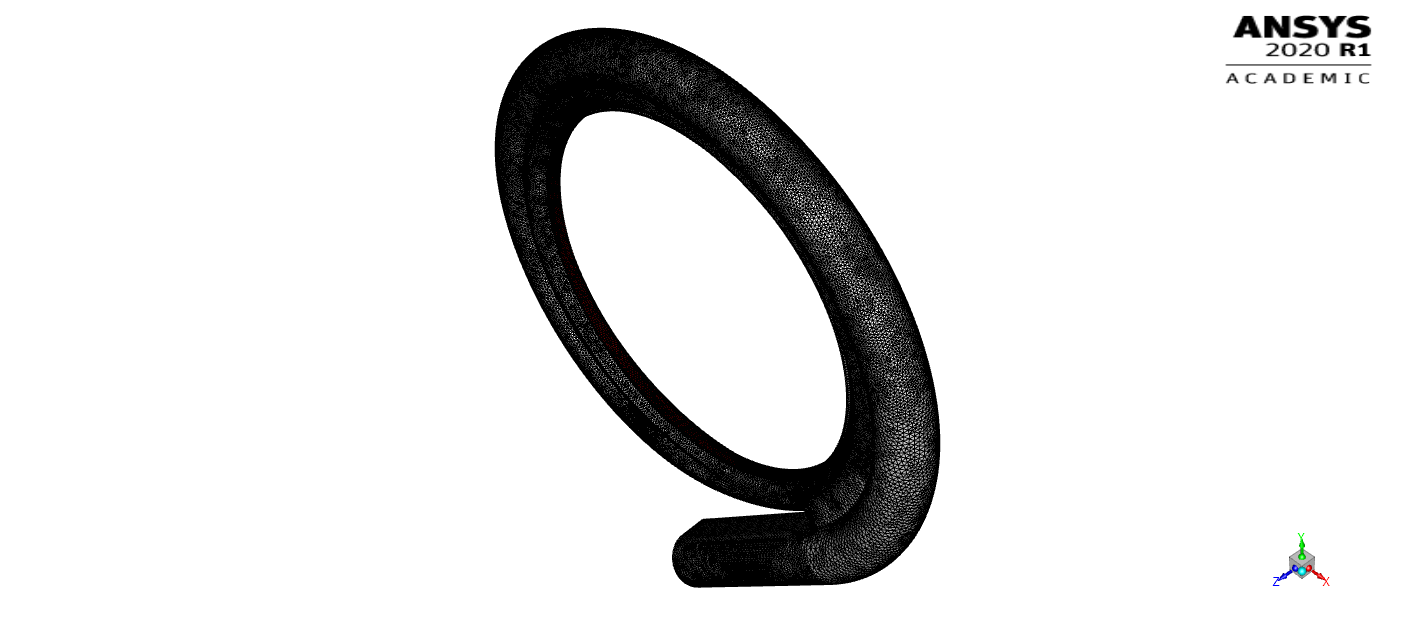 ANSYS
2020 R1
ACADEMIC
Y
Z
X